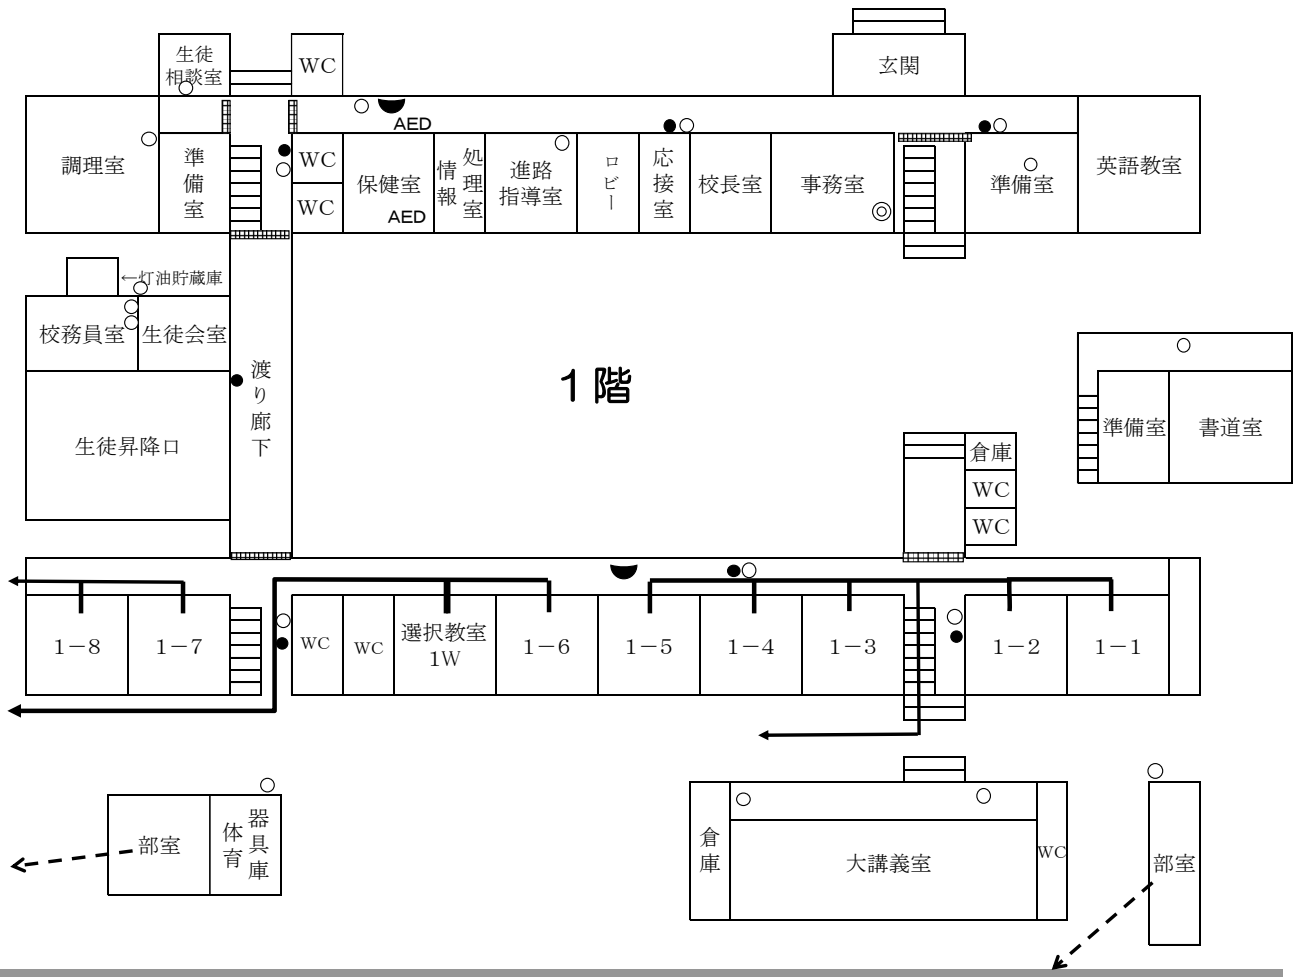 生徒
相談室
WC
玄関
AED
調理室
準備室
WC
WC
保健室
AED
情報
処理室
進路
指導室
ロビー
応接室
校長室
事務室
準備室
英語教室
←灯油貯蔵庫
校務員室
生徒会室
渡り廊下
1階
生徒昇降口
準備室
書道室
倉庫
WC
WC
1－8
1－7
WC
WC
選択教室
1W
1－6
1－5
1－4
1－3
1－2
1－1
部室
体育
器具庫
倉庫
大講義室
WC
部室